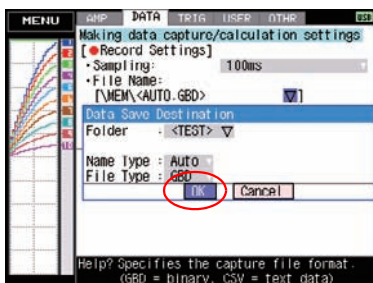 MENU AMP DATA TRIG USER OTHR USB
Making data capture/calculation settings
[●Record Settings]
・Sampling: 100ms
・File Name:
[\MEM\<AUTO.GBD> ▽]
Data Save Destination
Folder : <TEST> ▽
Name Type : Auto
File Type : GBD
OK Cancel
Help? Specifies the capture file format.
(GBD = binary, CSV = text data)